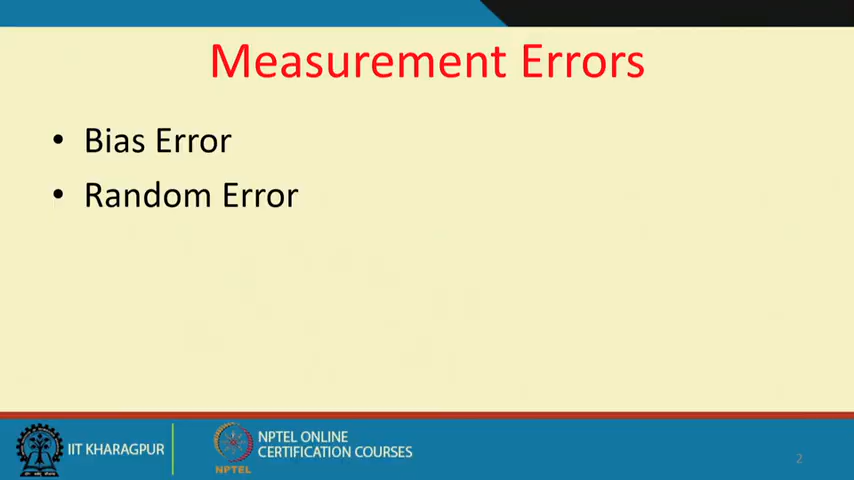 Measurement Errors
• Bias Error
• Random Error
IIT KHARAGPUR
NPTEL
NPTEL ONLINE
CERTIFICATION COURSES
2